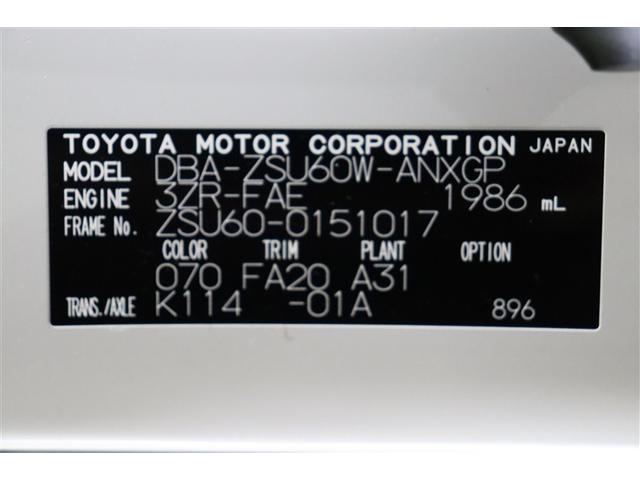 TOYOTA MOTOR CORPORATION JAPAN
MODEL DBA-ZSU60W-ANXGP
ENGINE 3ZR-FAE 1986 mL
FRAME No. ZSU60-0151017
COLOR TRIM PLANT OPTION
070 FA20 A31
TRANS./AXLE K114 -01A 896